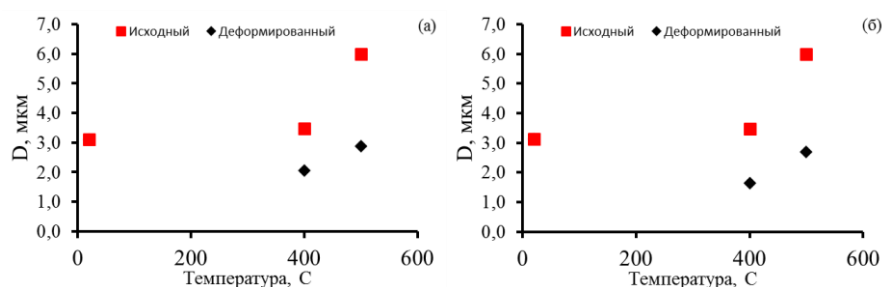 7,0
6,0
5,0
4,0
3,0
2,0
1,0
0,0
D, мкм
Исходный
Деформированный
(а)
0
200
400
600
Температура, С
7,0
6,0
5,0
4,0
3,0
2,0
1,0
0,0
D, мкм
Исходный
Деформированный
(б)
0
200
400
600
Температура, С